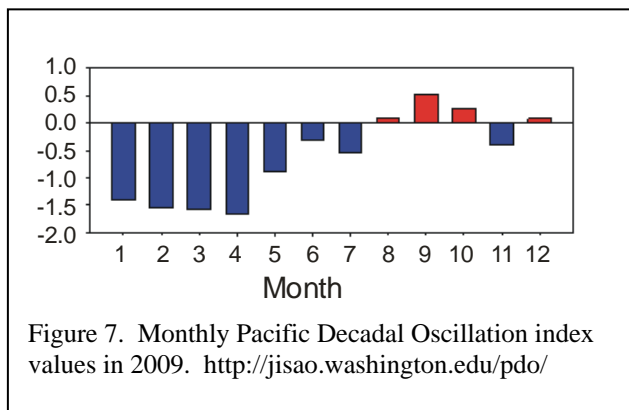 1.0
0.5
0.0
-0.5
-1.0
-1.5
-2.0
1 2 3 4 5 6 7 8 9 10 11 12
Month
Figure 7. Monthly Pacific Decadal Oscillation index
values in 2009. http://jisao.washington.edu/pdo/